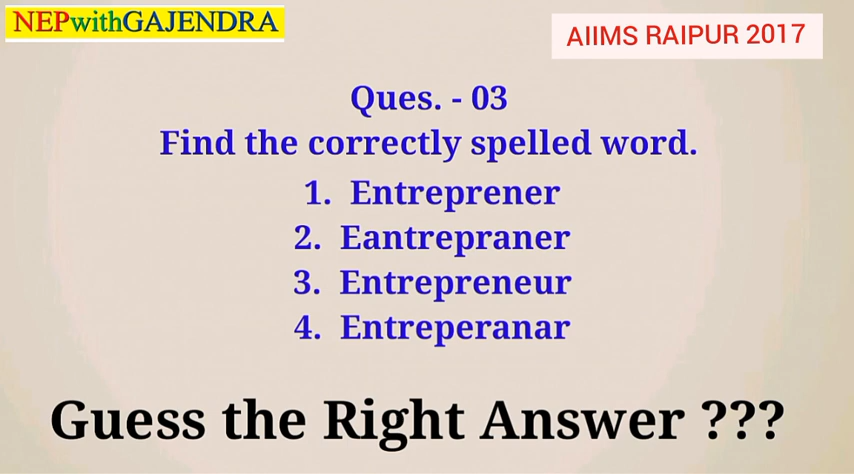 NEPwithGAJENDRA
AIIMS RAIPUR 2017
Ques. - 03
Find the correctly spelled word.
1. Entreprener
2. Eantrepraner
3. Entrepreneur
4. Entreperanar
Guess the Right Answer ???